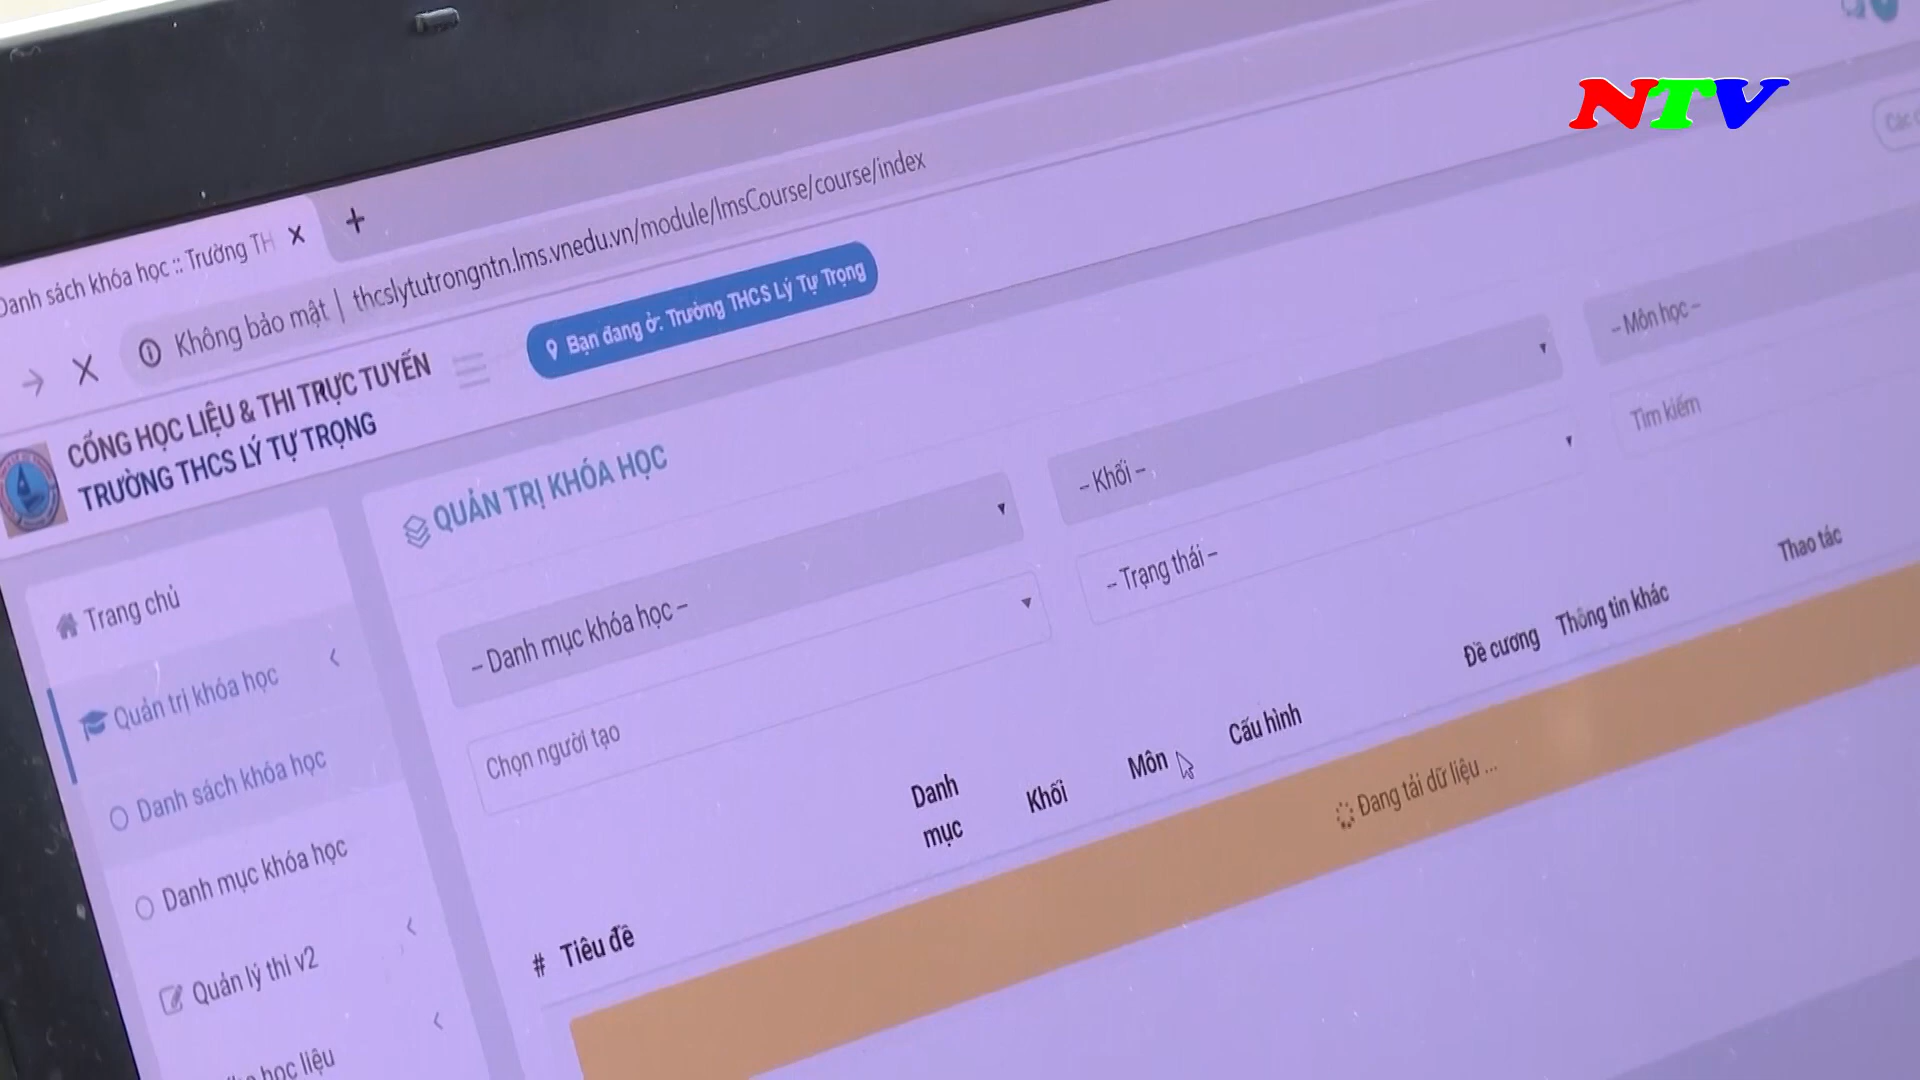 NTV
Danh sách khóa học :: Trường TH
Không bảo mật | thcslytutrongntn.lms.vnedu.vn/module/lmsCourse/course/index
CỔNG HỌC LIỆU & THI TRỰC TUYẾN
TRƯỜNG THCS LÝ TỰ TRỌNG
Bạn đang ở: Trường THCS Lý Tự Trọng
Các
Trang chủ
Quản trị khóa học
Danh sách khóa học
Danh mục khóa học
Quản lý thi v2
học liệu
QUẢN TRỊ KHÓA HỌC
-- Danh mục khóa học --
-- Khối --
-- Môn học --
Chọn người tạo
-- Trạng thái --
Tìm kiếm
# Tiêu đề
Danh
mục
Khối
Môn
Cấu hình
Đề cương
Thông tin khác
Thao tác
Đang tải dữ liệu ...